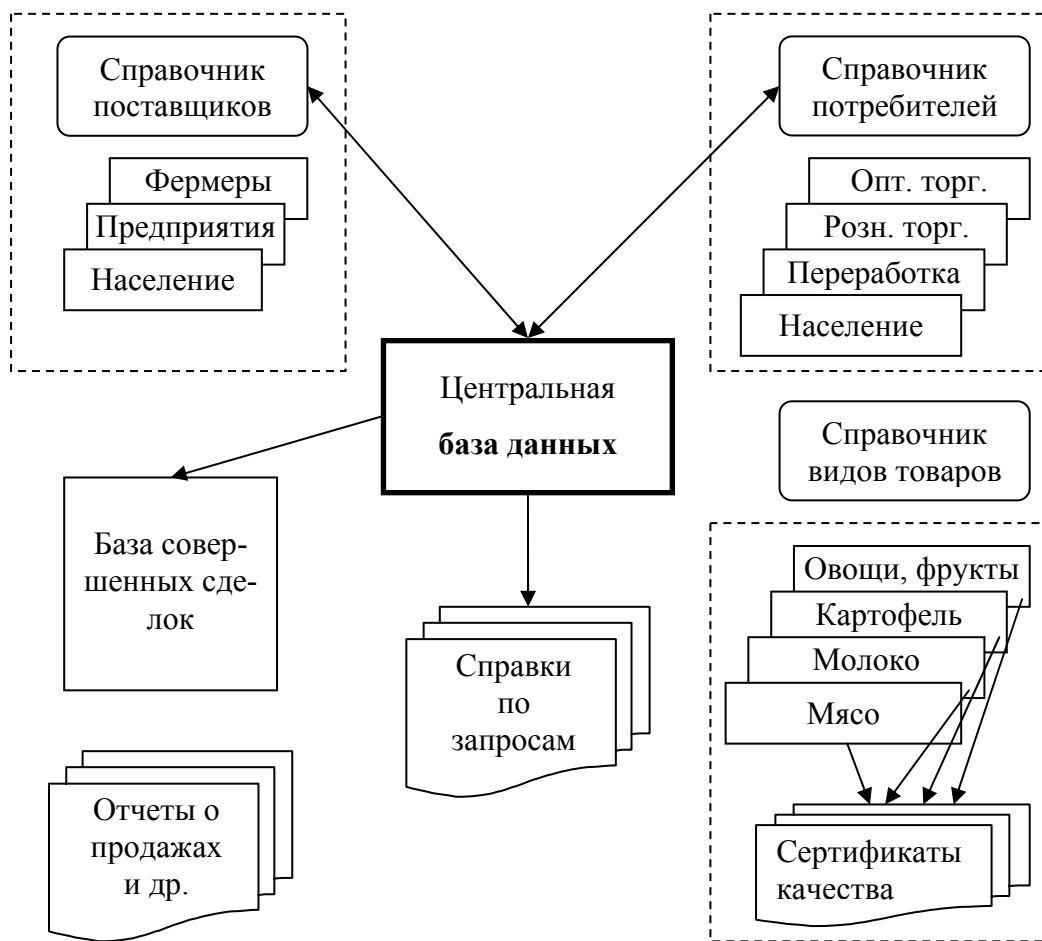 Справочник
поставщиков
Фермеры
Предприятия
Население
Справочник
потребителей
Опт. торг.
Розн. торг.
Переработка
Население
Центральная
база данных
Справочник
видов товаров
База совер-
шенных сде-
лок
Справки
по
запросам
Овощи, фрукты
Картофель
Молоко
Мясо
Отчеты о
продажах
и др.
Сертификаты
качества